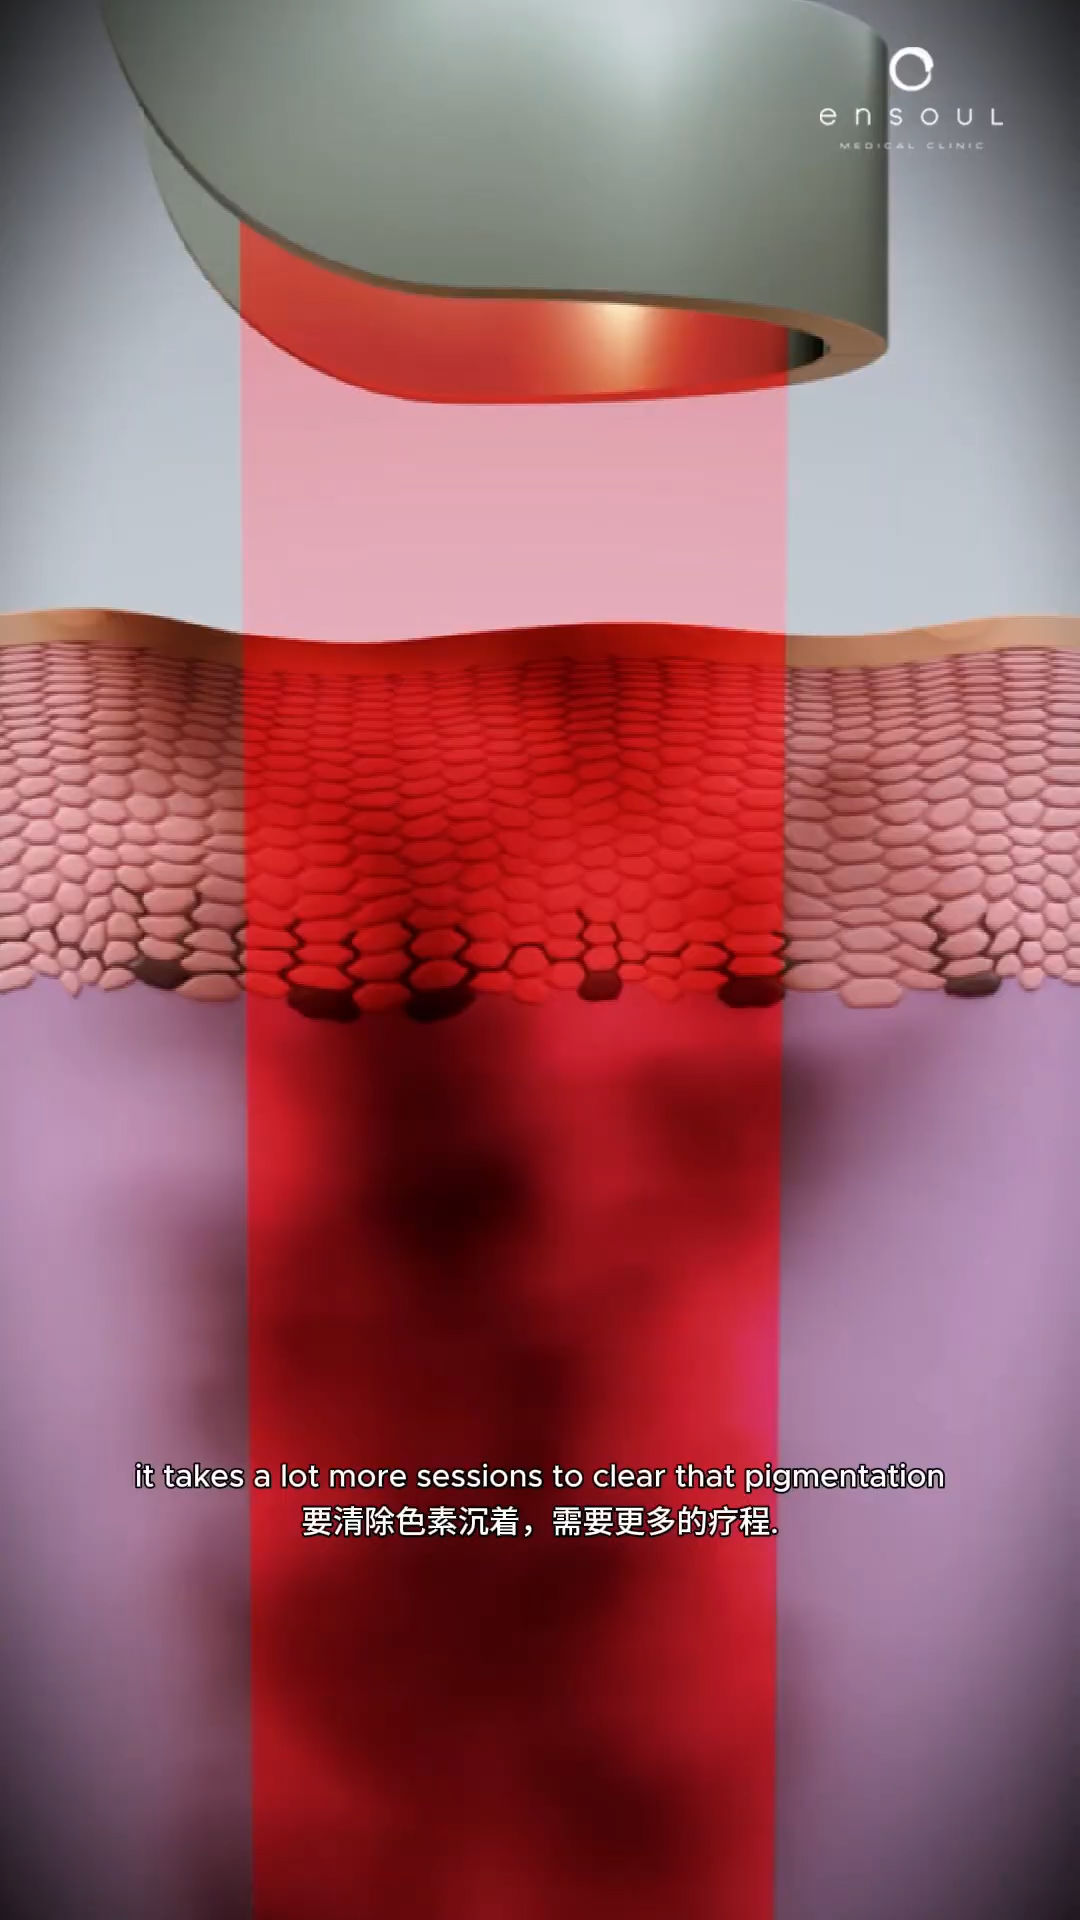 ensoul
MEDICAL CLINIC
it takes a lot more sessions to clear that pigmentation
要清除色素沉着，需要更多的疗程.